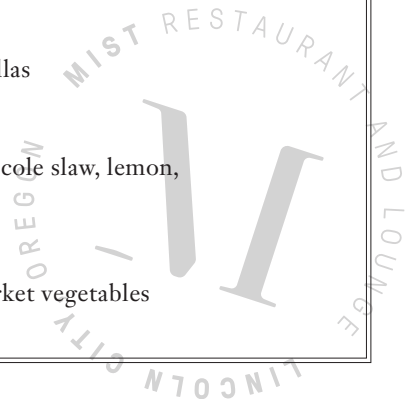 llas
cole slaw, lemon,
ket vegetables
MIST RESTAURANT AND LOUNGE
LINCOLN CITY OREGON
M